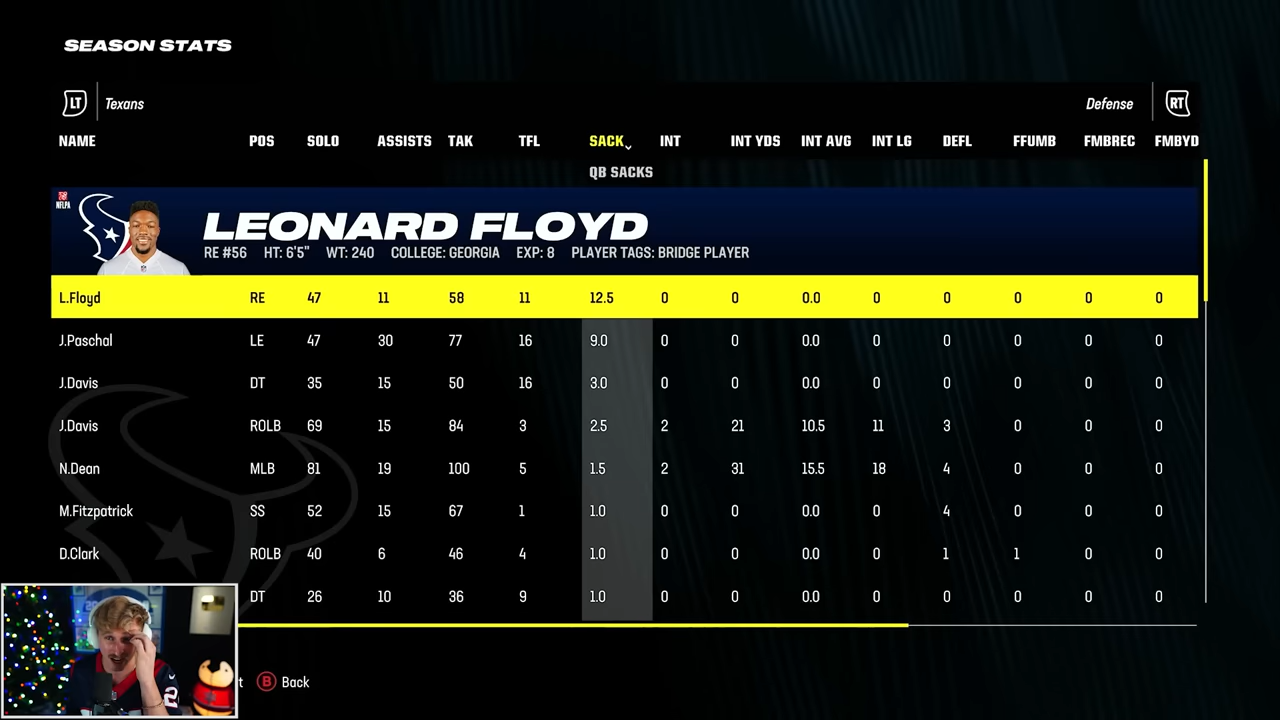 SEASON STATS
LT Texans Defense RT
NAME POS SOLO ASSISTS TAK TFL SACK INT INT YDS INT AVG INT LG DEFL FFUMB FMBREC FMBYD
QB SACKS
NFLPA
LEONARD FLOYD
RE #56 HT: 6'5" WT: 240 COLLEGE: GEORGIA EXP: 8 PLAYER TAGS: BRIDGE PLAYER
L.Floyd RE 47 11 58 11 12.5 0 0 0.0 0 0 0 0 0
J.Paschal LE 47 30 77 16 9.0 0 0 0.0 0 0 0 0 0
J.Davis DT 35 15 50 16 3.0 0 0 0.0 0 0 0 0 0
J.Davis ROLB 69 15 84 3 2.5 2 21 10.5 11 3 0 0 0
N.Dean MLB 81 19 100 5 1.5 2 31 15.5 18 4 0 0 0
M.Fitzpatrick SS 52 15 67 1 1.0 0 0 0.0 0 4 0 0 0
D.Clark ROLB 40 6 46 4 1.0 0 0 0.0 0 1 1 0 0
DT 26 10 36 9 1.0 0 0 0.0 0 0 0 0 0
t B Back